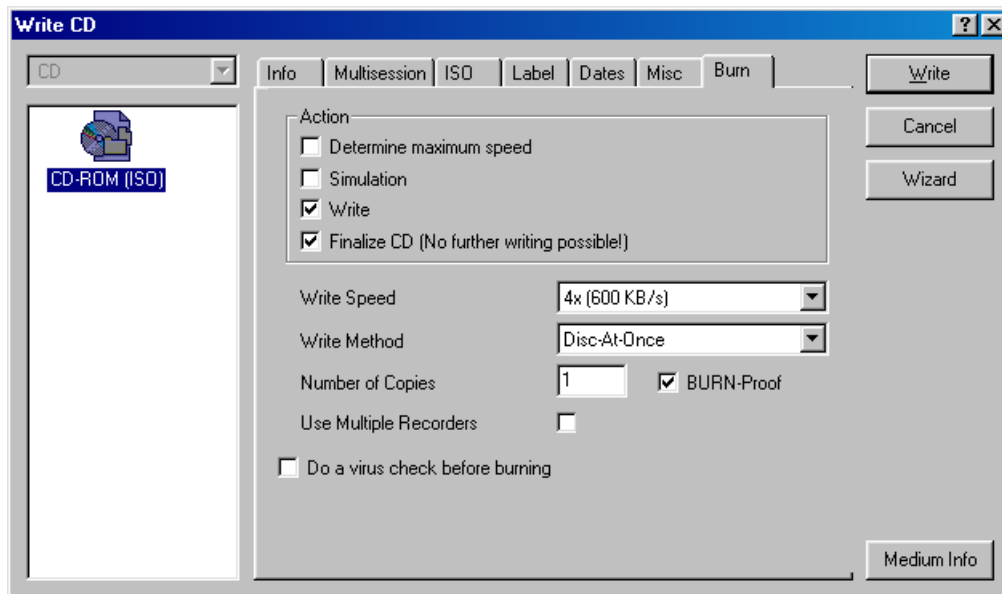 Write CD
CD
CD-ROM (ISO)
Info Multisession ISO Label Dates Misc Burn
Action
Determine maximum speed
Simulation
Write
Finalize CD (No further writing possible!)
Write Speed 4x (600 KB/s)
Write Method Disc-At-Once
Number of Copies 1 BURN-Proof
Use Multiple Recorders
Do a virus check before burning
Write
Cancel
Wizard
Medium Info